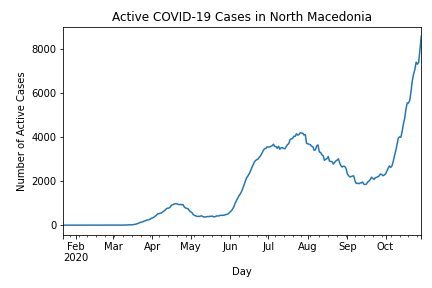 Active COVID-19 Cases in North Macedonia
Number of Active Cases
8000
6000
4000
2000
0
Feb Mar Apr May Jun Jul Aug Sep Oct
2020
Day